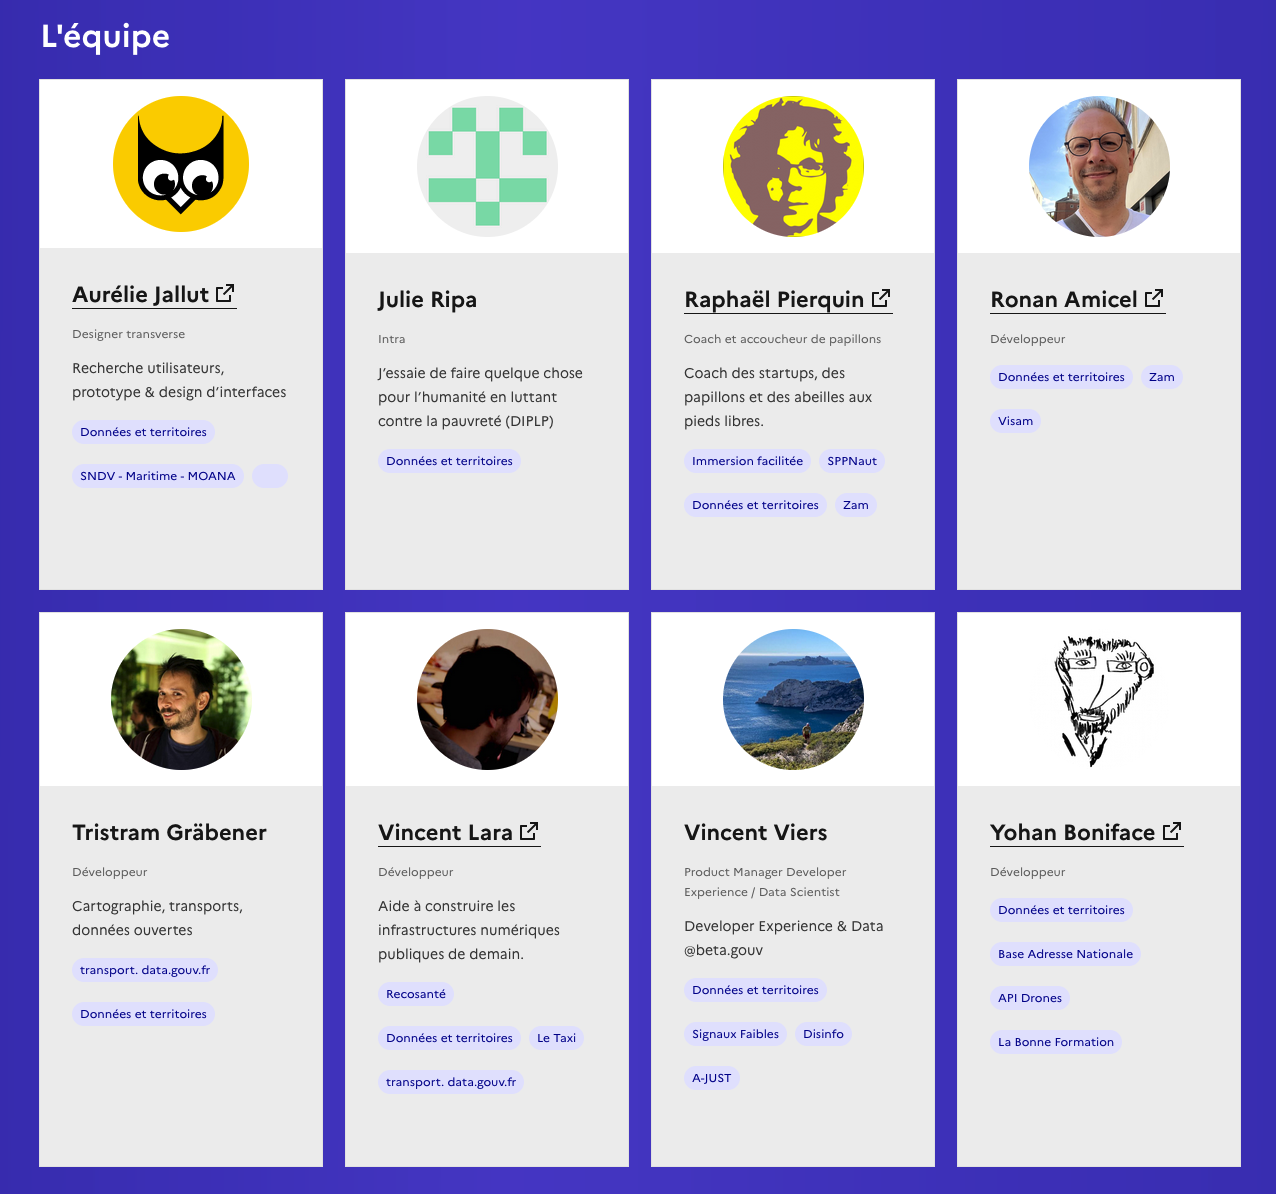 L'équipe
Aurélie Jallut
Designer transverse
Recherche utilisateurs,
prototype & design d’interfaces
Données et territoires
SNDV - Maritime - MOANA
Julie Ripa
Intra
J’essaie de faire quelque chose
pour l’humanité en luttant
contre la pauvreté (DIPLP)
Données et territoires
Raphaël Pierquin
Coach et accoucheur de papillons
Coach des startups, des
papillons et des abeilles aux
pieds libres.
Immersion facilitée SPPNaut
Données et territoires Zam
Ronan Amicel
Développeur
Données et territoires Zam
Visam
Tristram Gräbener
Développeur
Cartographie, transports,
données ouvertes
transport. data.gouv.fr
Données et territoires
Vincent Lara
Développeur
Aide à construire les
infrastructures numériques
publiques de demain.
Recosanté
Données et territoires Le Taxi
transport. data.gouv.fr
Vincent Viers
Product Manager Developer
Experience / Data Scientist
Developer Experience & Data
@beta.gouv
Données et territoires
Signaux Faibles Disinfo
A-JUST
Yohan Boniface
Développeur
Données et territoires
Base Adresse Nationale
API Drones
La Bonne Formation